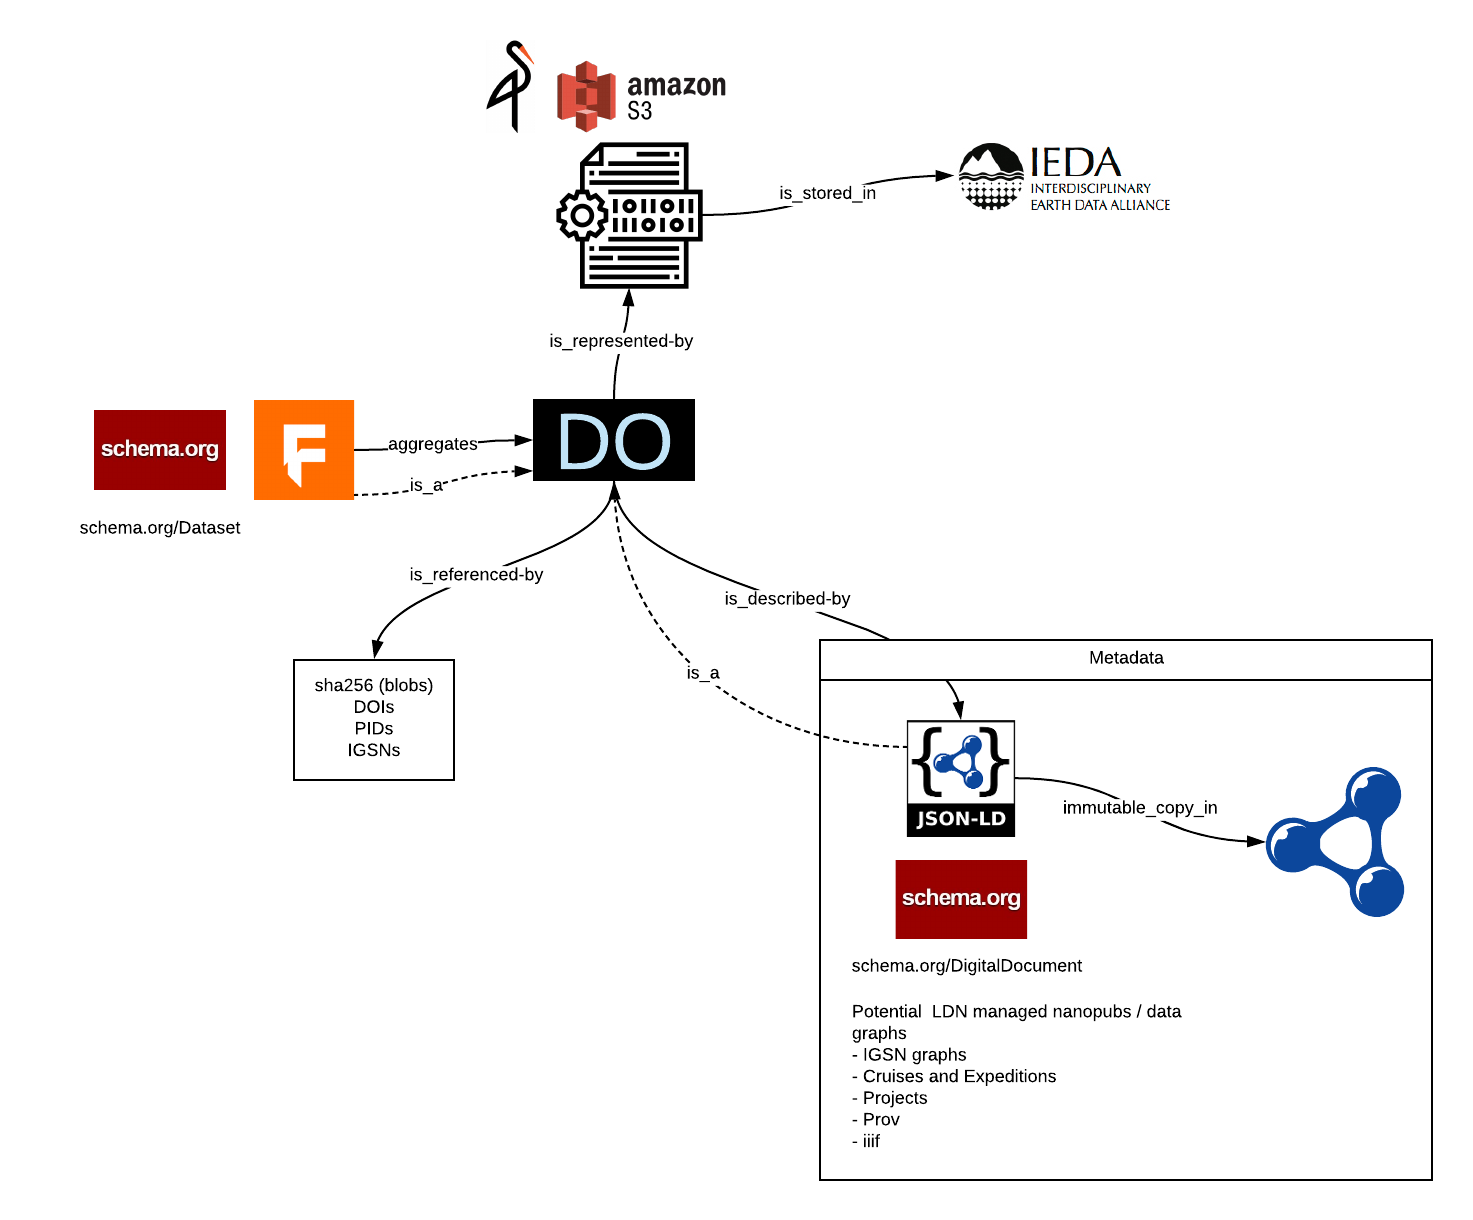 amazon
S3
IEDA
INTERDISCIPLINARY
EARTH DATA ALLIANCE
is_stored_in
is_represented-by
schema.org
F
aggregates
is_a
DO
schema.org/Dataset
is_referenced-by
is_described-by
sha256 (blobs)
DOIs
PIDs
IGSNs
is_a
Metadata
JSON-LD
immutable_copy_in
schema.org
schema.org/DigitalDocument
Potential LDN managed nanopubs / data
graphs
- IGSN graphs
- Cruises and Expeditions
- Projects
- Prov
- iiif